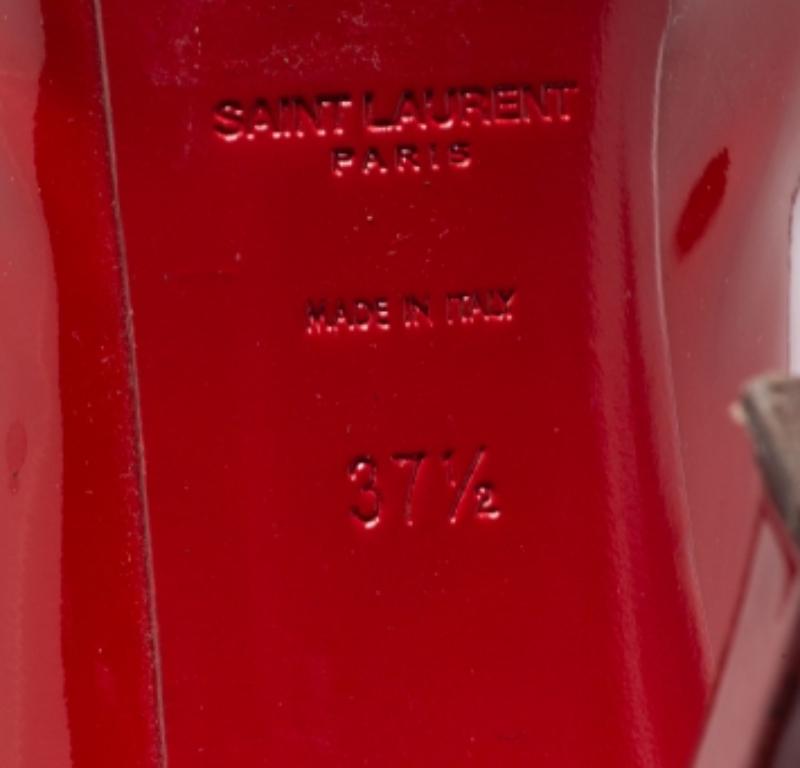 SAINT LAURENT
PARIS
MADE IN ITALY
37½